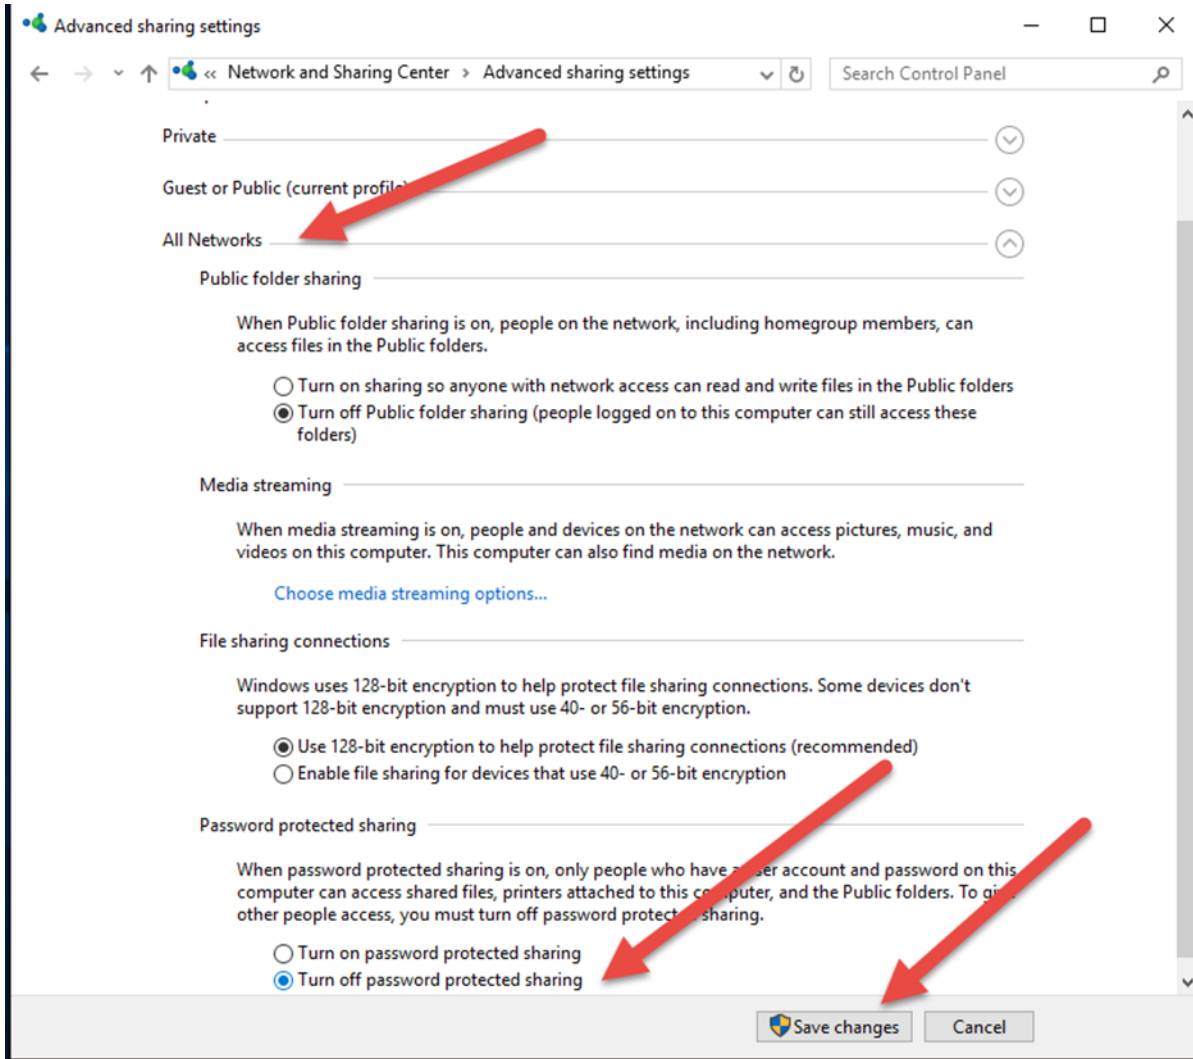 Advanced sharing settings
« Network and Sharing Center › Advanced sharing settings
Search Control Panel
Private
Guest or Public (current profile)
All Networks
Public folder sharing
When Public folder sharing is on, people on the network, including homegroup members, can
access files in the Public folders.
Turn on sharing so anyone with network access can read and write files in the Public folders
Turn off Public folder sharing (people logged on to this computer can still access these
folders)
Media streaming
When media streaming is on, people and devices on the network can access pictures, music, and
videos on this computer. This computer can also find media on the network.
Choose media streaming options...
File sharing connections
Windows uses 128-bit encryption to help protect file sharing connections. Some devices don't
support 128-bit encryption and must use 40- or 56-bit encryption.
Use 128-bit encryption to help protect file sharing connections (recommended)
Enable file sharing for devices that use 40- or 56-bit encryption
Password protected sharing
When password protected sharing is on, only people who have a user account and password on this
computer can access shared files, printers attached to this computer, and the Public folders. To give
other people access, you must turn off password protected sharing.
Turn on password protected sharing
Turn off password protected sharing
Save changes
Cancel